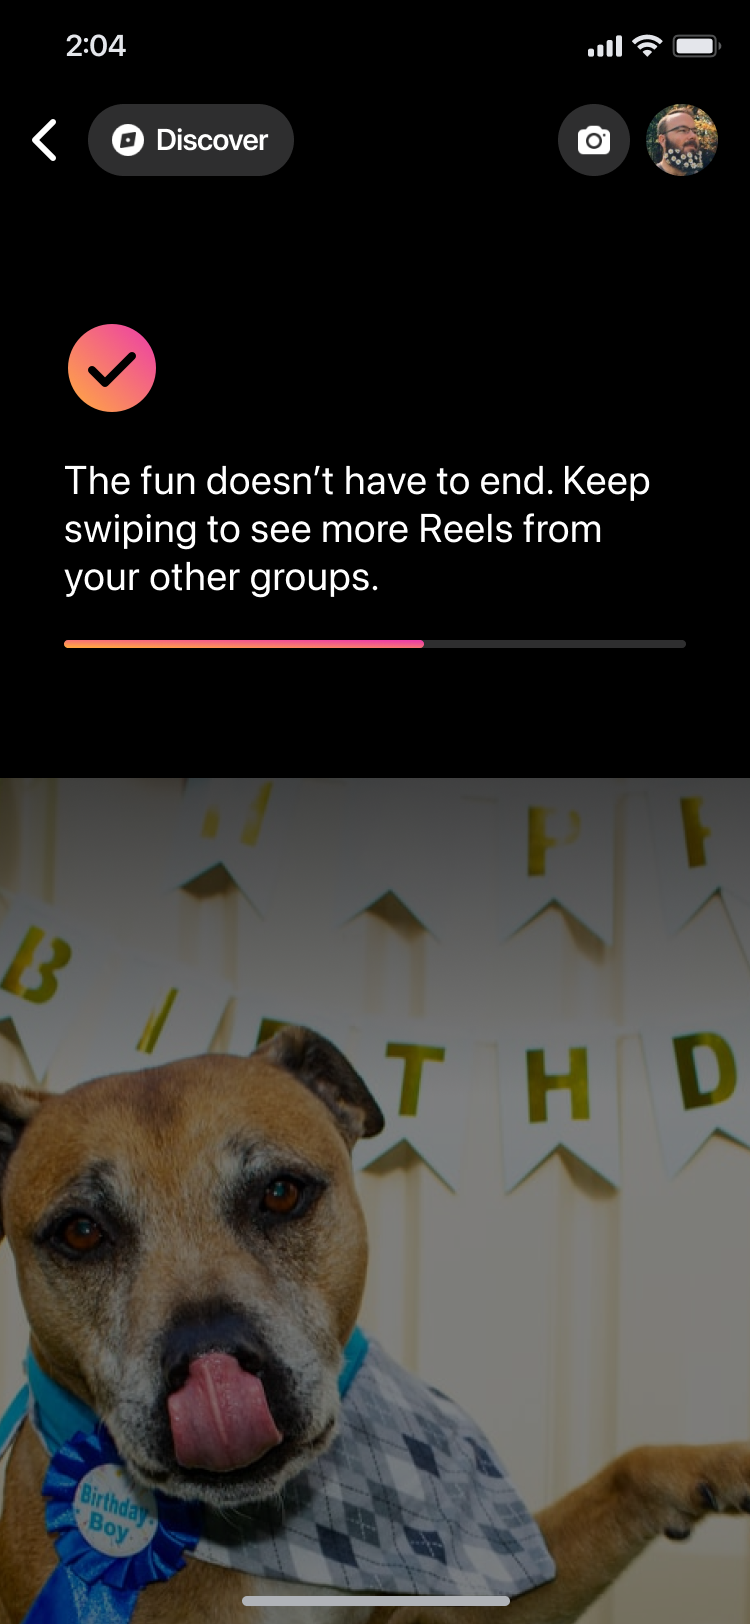 2:04
Discover
The fun doesn’t have to end. Keep
swiping to see more Reels from
your other groups.
H P P
B I T H D
Birthday
Boy